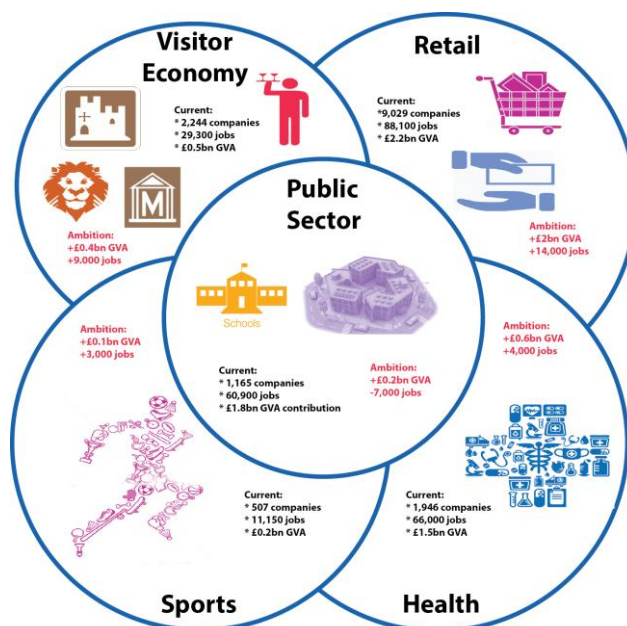 Visitor
Economy
Current:
* 2,244 companies
* 29,300 jobs
* £0.5bn GVA
M
Ambition:
+£0.4bn GVA
+9.000 jobs
Retail
Current:
*9,029 companies
* 88,100 jobs
* £2.2bn GVA
Ambition:
+£2bn GVA
+14,000 jobs
Public
Sector
Schools
Current:
* 1,165 companies
* 60,900 jobs
* £1.8bn GVA contribution
Ambition:
+£0.2bn GVA
-7,000 jobs
Ambition:
+£0.1bn GVA
+3,000 jobs
Current:
* 507 companies
* 11,150 jobs
* £0.2bn GVA
Sports
Ambition:
+£0.6bn GVA
+4,000 jobs
Current:
* 1,946 companies
* 66,000 jobs
* £1.5bn GVA
Health